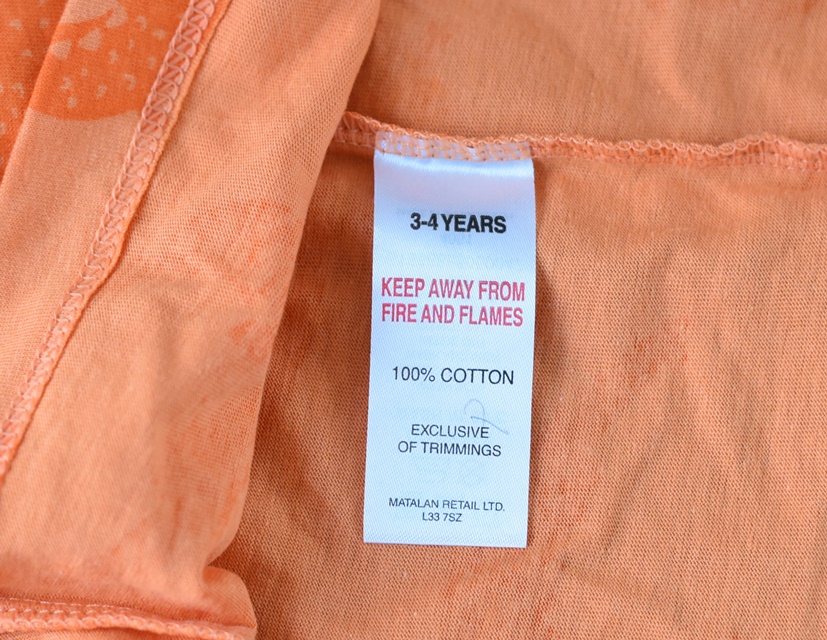 3-4 YEARS
KEEP AWAY FROM
FIRE AND FLAMES
100% COTTON
EXCLUSIVE
OF TRIMMINGS
MATALAN RETAIL LTD.
L33 7SZ